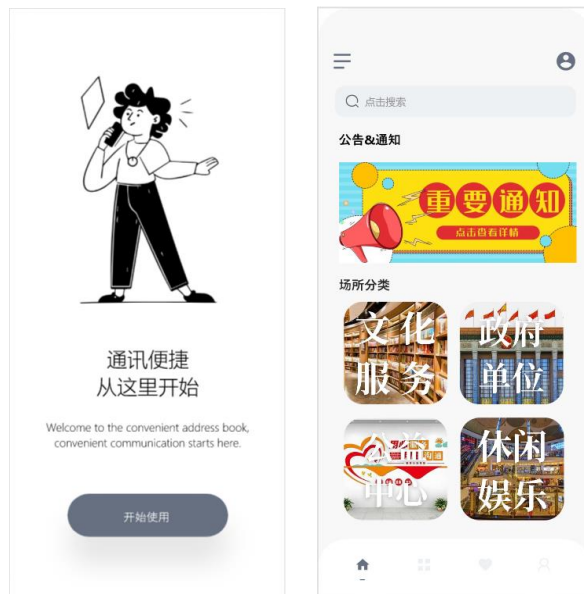 通讯便捷
从这里开始
Welcome to the convenient address book,
convenient communication starts here.
开始使用
点击搜索
公告&通知
重要通知
点击查看详情
场所分类
文化
服务
政府
单位
公益
中心
休闲
娱乐